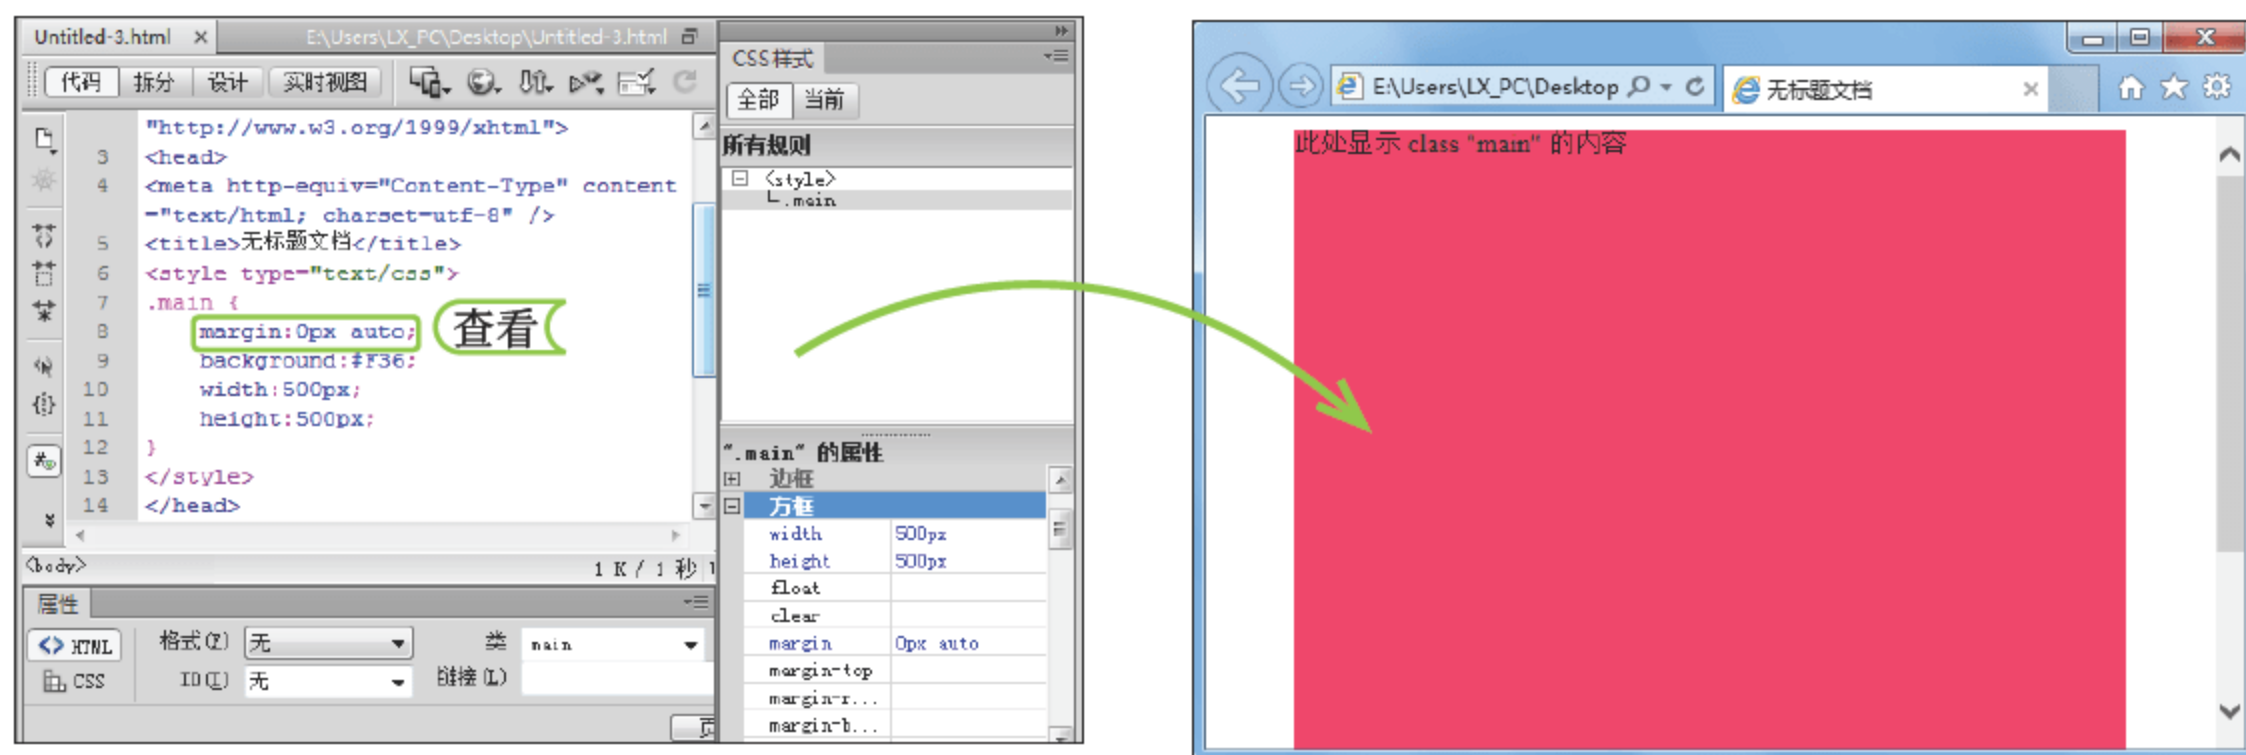 Untitled-3.html ×
E:\Users\LX_PC\Desktop\Untitled-3.html
代码 拆分 设计 实时视图
"http://www.w3.org/1999/xhtml">
3 <head>
4 <meta http-equiv="Content-Type" content
="text/html; charset=utf-8" />
5 <title>无标题文档</title>
6 <style type="text/css">
7 .main {
8 margin:0px auto;
查看
9 background:#F36;
10 width:500px;
11 height:500px;
12 }
13 </style>
14 </head>
<body>
1 K / 1 秒
属性
<> HTML
格式(F) 无
类 main
CSS
ID(I) 无
链接(L)
页
CSS样式
全部 当前
所有规则
<style>
.main
".main" 的属性
边框
方框
width 500px
height 500px
float
clear
margin 0px auto
margin-top
margin-r...
margin-b...
E:\Users\LX_PC\Desktop
无标题文档 ×
此处显示 class "main" 的内容